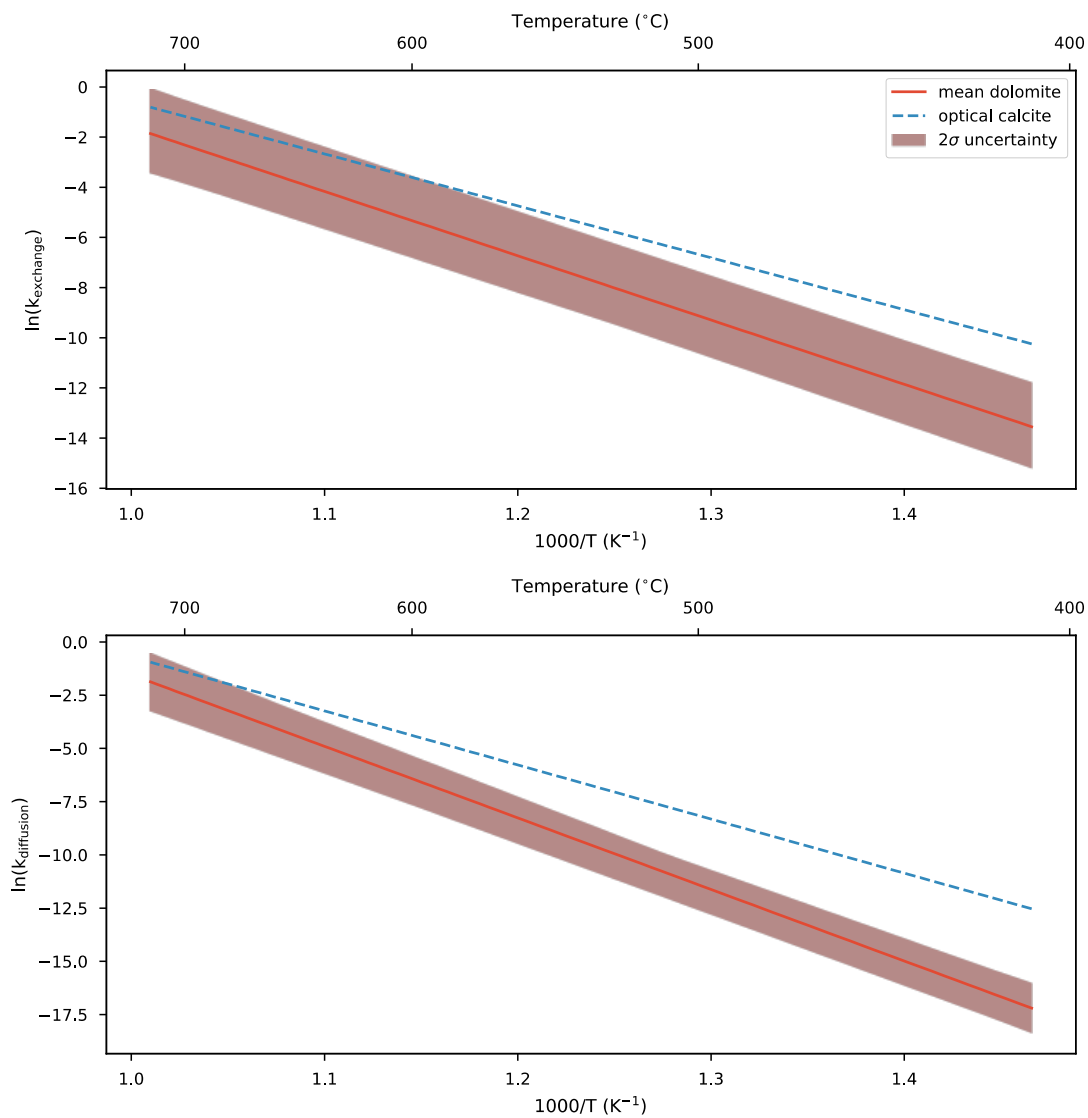 Temperature (°C)
700 600 500 400
0
−2
−4
−6
−8
−10
−12
−14
−16
ln(k_exchange)
mean dolomite
optical calcite
2σ uncertainty
1.0 1.1 1.2 1.3 1.4
1000/T (K⁻¹)
Temperature (°C)
700 600 500 400
0.0
−2.5
−5.0
−7.5
−10.0
−12.5
−15.0
−17.5
ln(k_diffusion)
1.0 1.1 1.2 1.3 1.4
1000/T (K⁻¹)